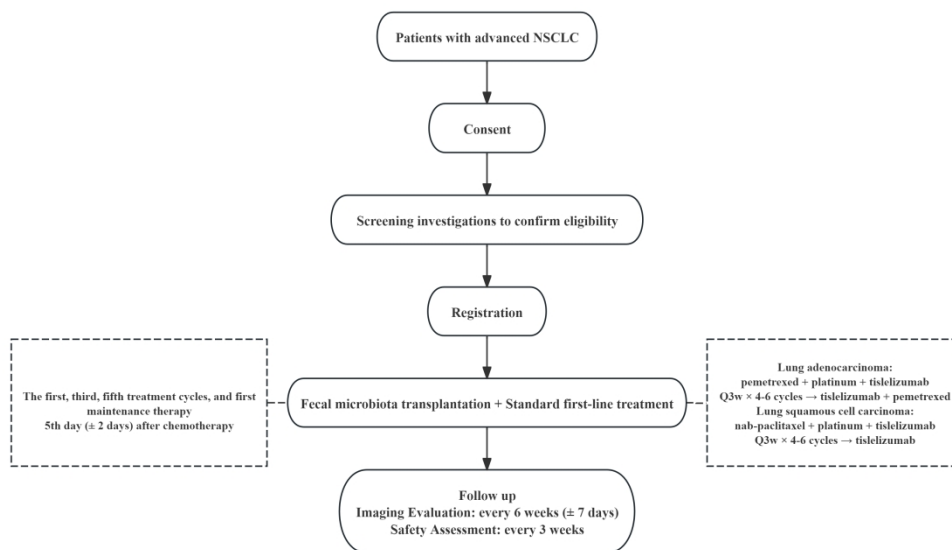 Patients with advanced NSCLC
Consent
Screening investigations to confirm eligibility
Registration
The first, third, fifth treatment cycles, and first
maintenance therapy
5th day (± 2 days) after chemotherapy
Fecal microbiota transplantation + Standard first-line treatment
Lung adenocarcinoma:
pemetrexed + platinum + tislelizumab
Q3w × 4-6 cycles → tislelizumab + pemetrexed
Lung squamous cell carcinoma:
nab-paclitaxel + platinum + tislelizumab
Q3w × 4-6 cycles → tislelizumab
Follow up
Imaging Evaluation: every 6 weeks (± 7 days)
Safety Assessment: every 3 weeks